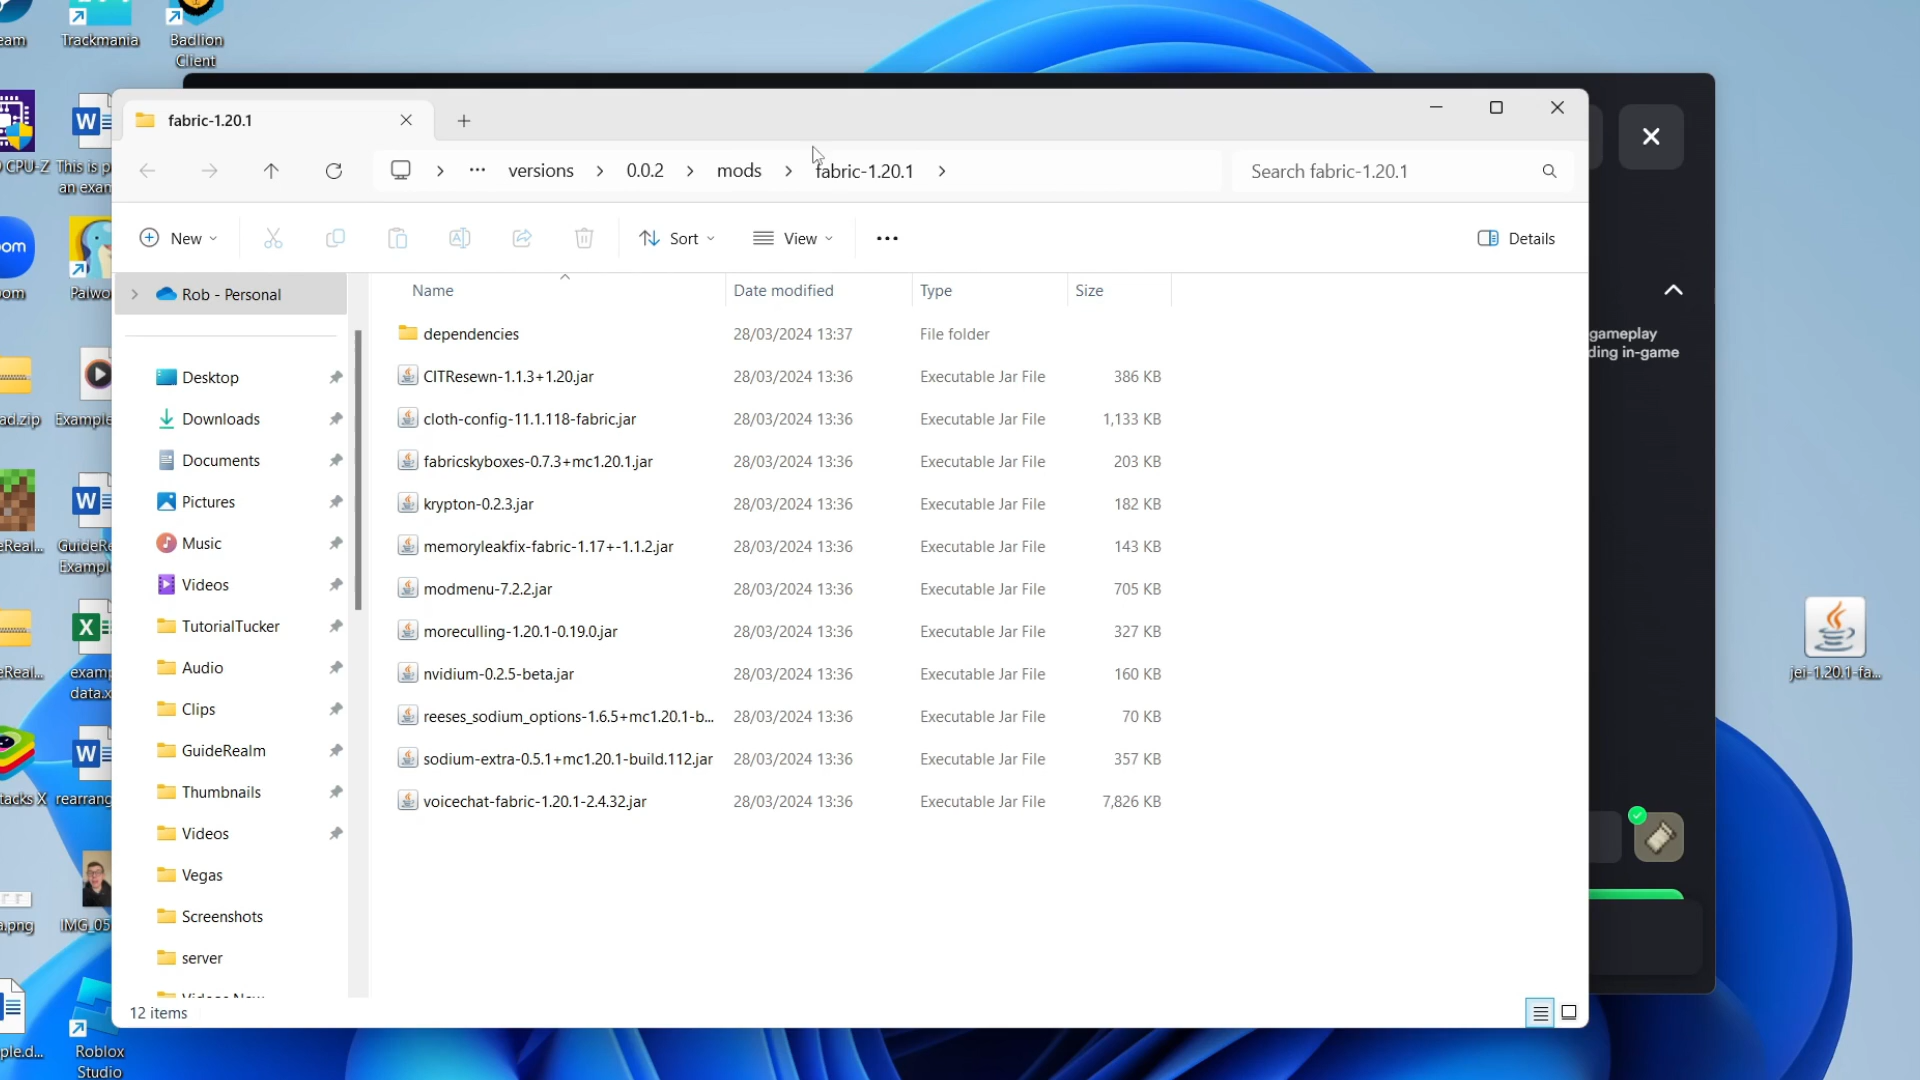 eam
Trackmania
Badlion
Client
CPU-Z
This is p
an exan
oom
Palwo
ad.zip
Example
eReal...
GuideRe
Exampl
eReal...
examp
data.x
tacks X
rearrang
a.png
IMG_05
ple.d...
Roblox
Studio
fabric-1.20.1
versions
0.0.2
mods
fabric-1.20.1
Search fabric-1.20.1
New
Sort
View
Details
Rob - Personal
Desktop
Downloads
Documents
Pictures
Music
Videos
TutorialTucker
Audio
Clips
GuideRealm
Thumbnails
Videos
Vegas
Screenshots
server
Name Date modified Type Size
dependencies 28/03/2024 13:37 File folder
CITResewn-1.1.3+1.20.jar 28/03/2024 13:36 Executable Jar File 386 KB
cloth-config-11.1.118-fabric.jar 28/03/2024 13:36 Executable Jar File 1,133 KB
fabricskyboxes-0.7.3+mc1.20.1.jar 28/03/2024 13:36 Executable Jar File 203 KB
krypton-0.2.3.jar 28/03/2024 13:36 Executable Jar File 182 KB
memoryleakfix-fabric-1.17+-1.1.2.jar 28/03/2024 13:36 Executable Jar File 143 KB
modmenu-7.2.2.jar 28/03/2024 13:36 Executable Jar File 705 KB
moreculling-1.20.1-0.19.0.jar 28/03/2024 13:36 Executable Jar File 327 KB
nvidium-0.2.5-beta.jar 28/03/2024 13:36 Executable Jar File 160 KB
reeses_sodium_options-1.6.5+mc1.20.1-b... 28/03/2024 13:36 Executable Jar File 70 KB
sodium-extra-0.5.1+mc1.20.1-build.112.jar 28/03/2024 13:36 Executable Jar File 357 KB
voicechat-fabric-1.20.1-2.4.32.jar 28/03/2024 13:36 Executable Jar File 7,826 KB
12 items
gameplay
ding in-game
jei-1.20.1-fa...